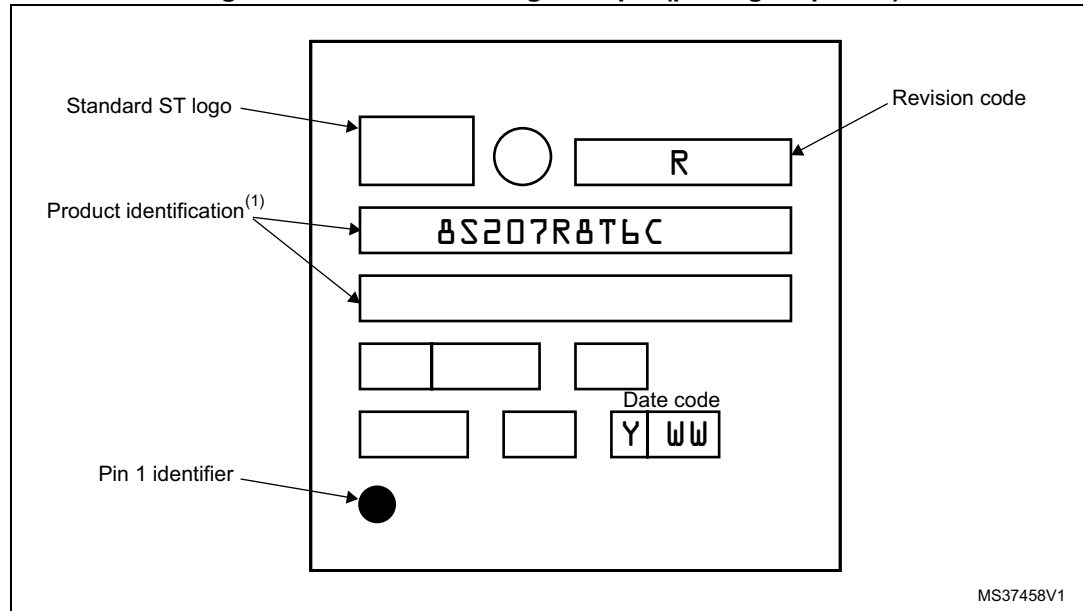 Standard ST logo
Revision code
R
Product identification(1)
8S207R8T6C
Date code
Y WW
Pin 1 identifier
MS37458V1